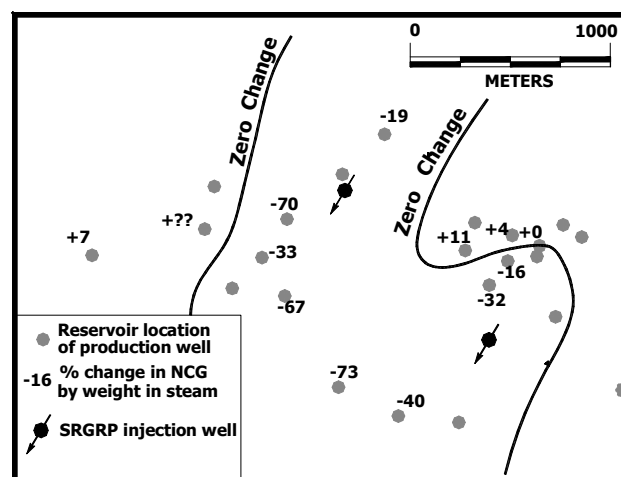 0 1000
METERS
Zero Change
Zero Change
-19
-70
+??
+7
-33
-67
+11
+4
+0
-16
-32
-73
-40
Reservoir location
of production well
-16 % change in NCG
by weight in steam
SRGRP injection well